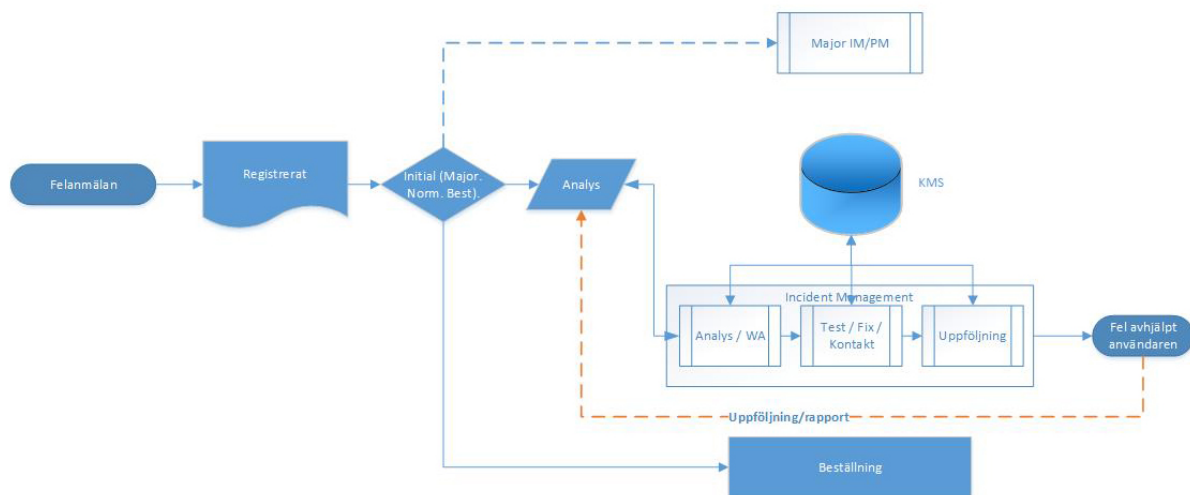 Major IM/PM
Felanmälan
Registrerat
Initial (Major.
Norm. Best).
Analys
KMS
Incident Management
Analys / WA
Test / Fix /
Kontakt
Uppföljning
Fel avhjälpt
användaren
Uppföljning/rapport
Beställning